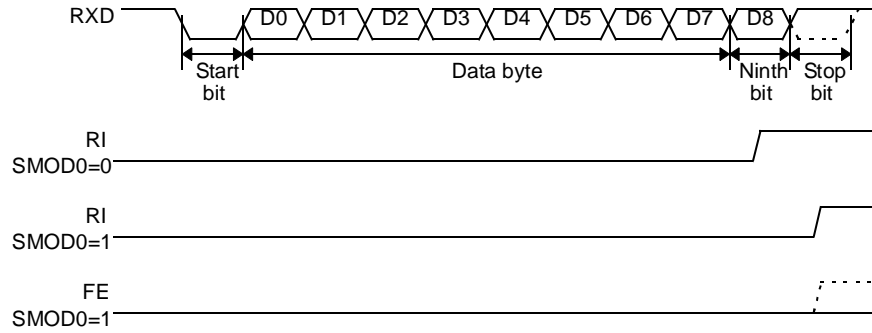 RXD D0 D1 D2 D3 D4 D5 D6 D7 D8
Start bit
Data byte
Ninth bit
Stop bit
RI
SMOD0=0
RI
SMOD0=1
FE
SMOD0=1